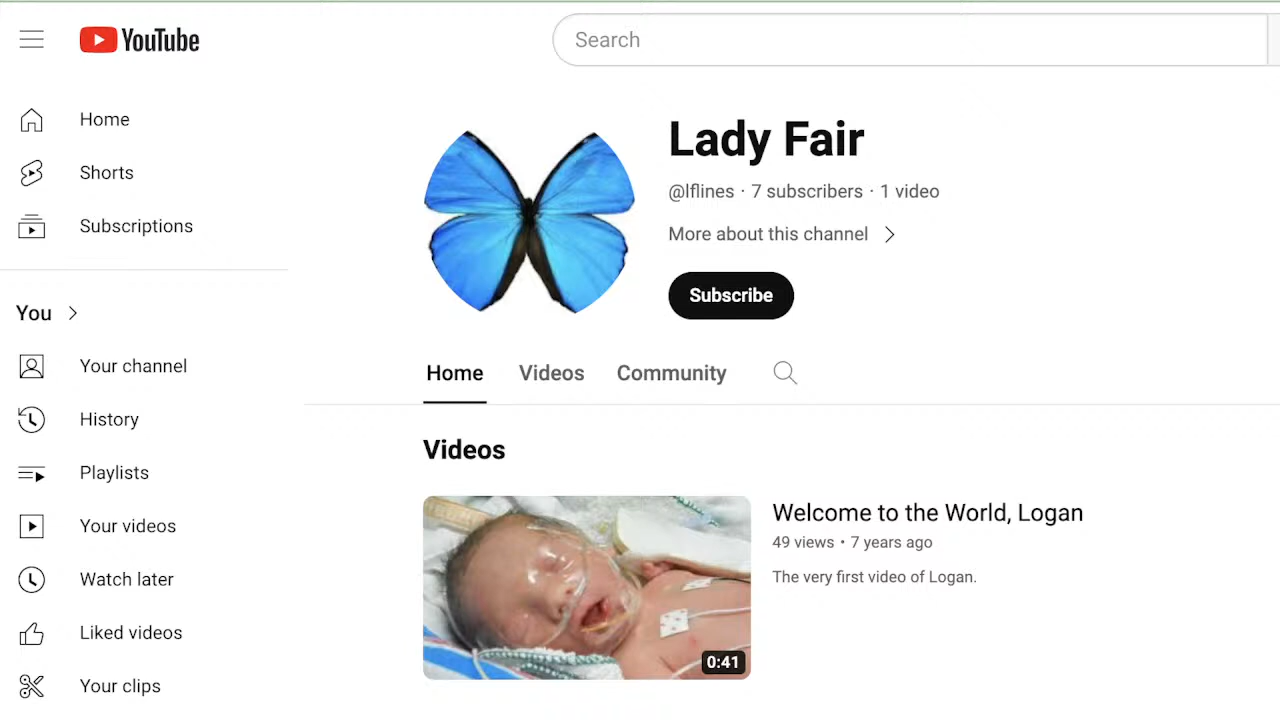 YouTube
Search
Home
Shorts
Subscriptions
You
Your channel
History
Playlists
Your videos
Watch later
Liked videos
Your clips
Lady Fair
@lflines · 7 subscribers · 1 video
More about this channel
Subscribe
Home Videos Community
Videos
0:41
Welcome to the World, Logan
49 views • 7 years ago
The very first video of Logan.